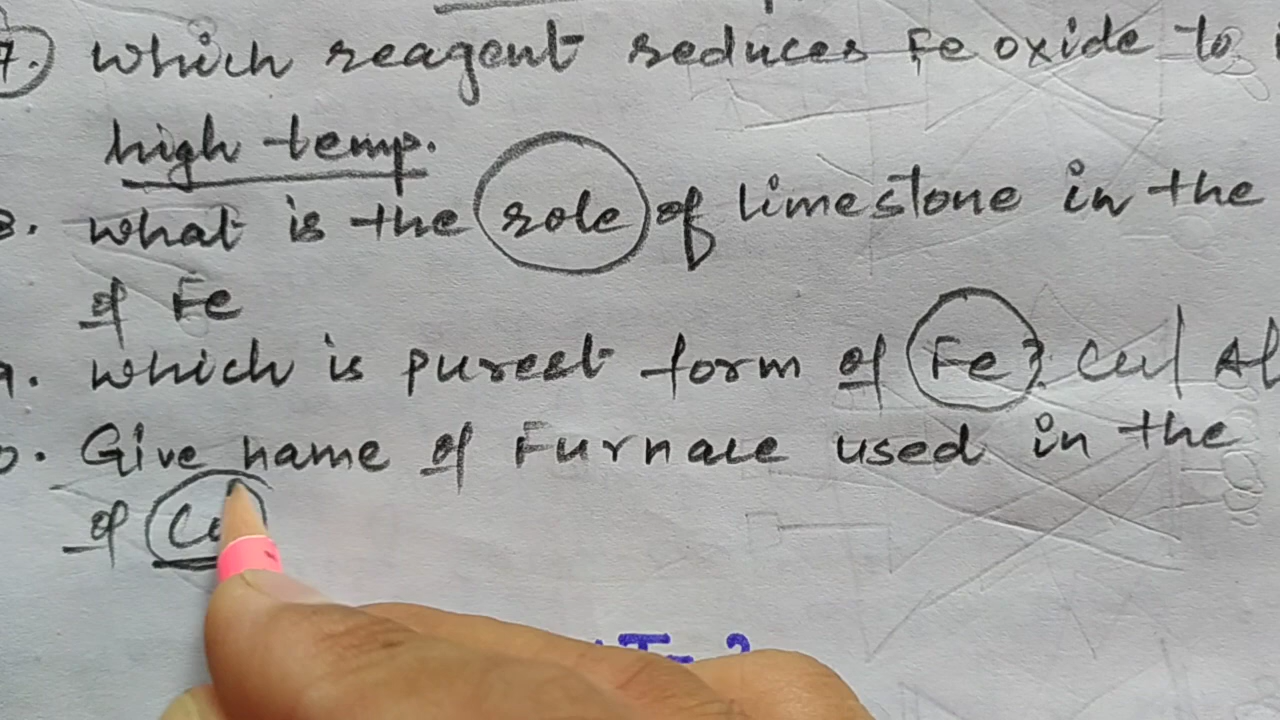 7.) which reagent reduces Fe oxide to
high temp.
8. what is the role of limestone in the
of Fe
9. which is purest form of Fe? Cu/ Al
0. Give name of Furnace used in the
of Cu